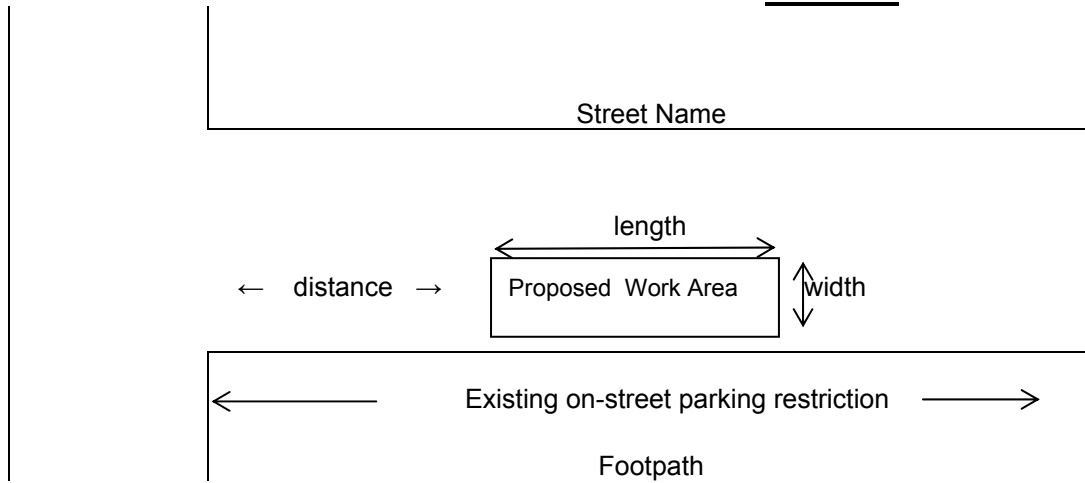 Street Name
length
← distance →
Proposed Work Area
width
Existing on-street parking restriction
Footpath